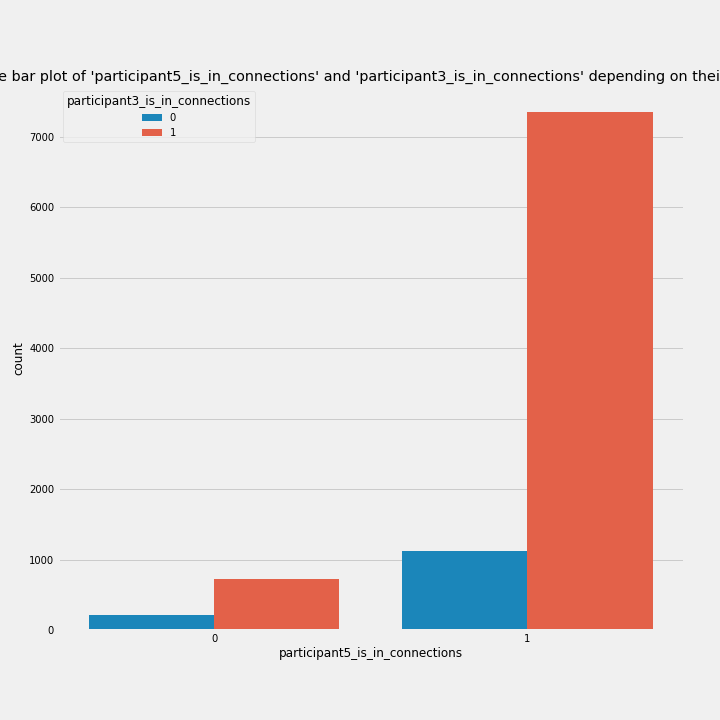 e bar plot of 'participant5_is_in_connections' and 'participant3_is_in_connections' depending on thei
participant3_is_in_connections
0
1
7000
6000
5000
4000
3000
2000
1000
0
count
0 1
participant5_is_in_connections